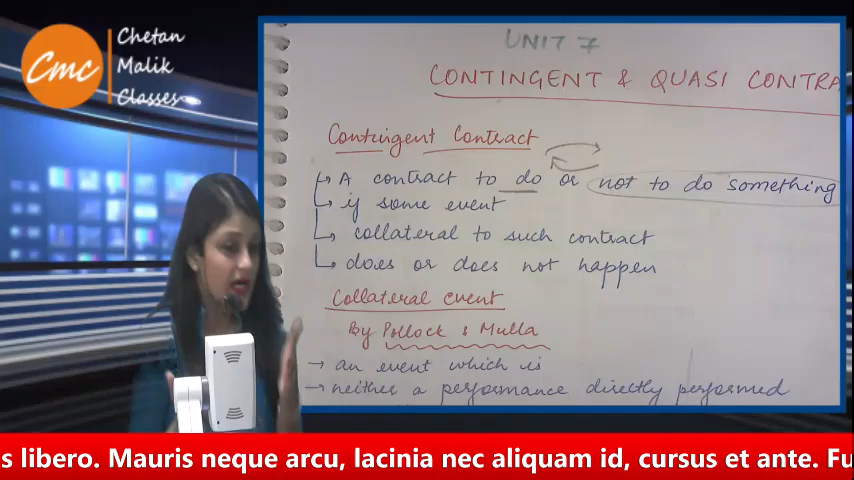 Chetan
Malik
Classes
CMC
UNIT 7
CONTINGENT & QUASI CONTRA
Contingent Contract
→ A contract to do or not to do something
→ if some event
→ collateral to such contract
→ does or does not happen
Collateral event
By Pollock & Mulla
→ an event which is
→ neither a performance directly performed
s libero. Mauris neque arcu, lacinia nec aliquam id, cursus et ante. Fu